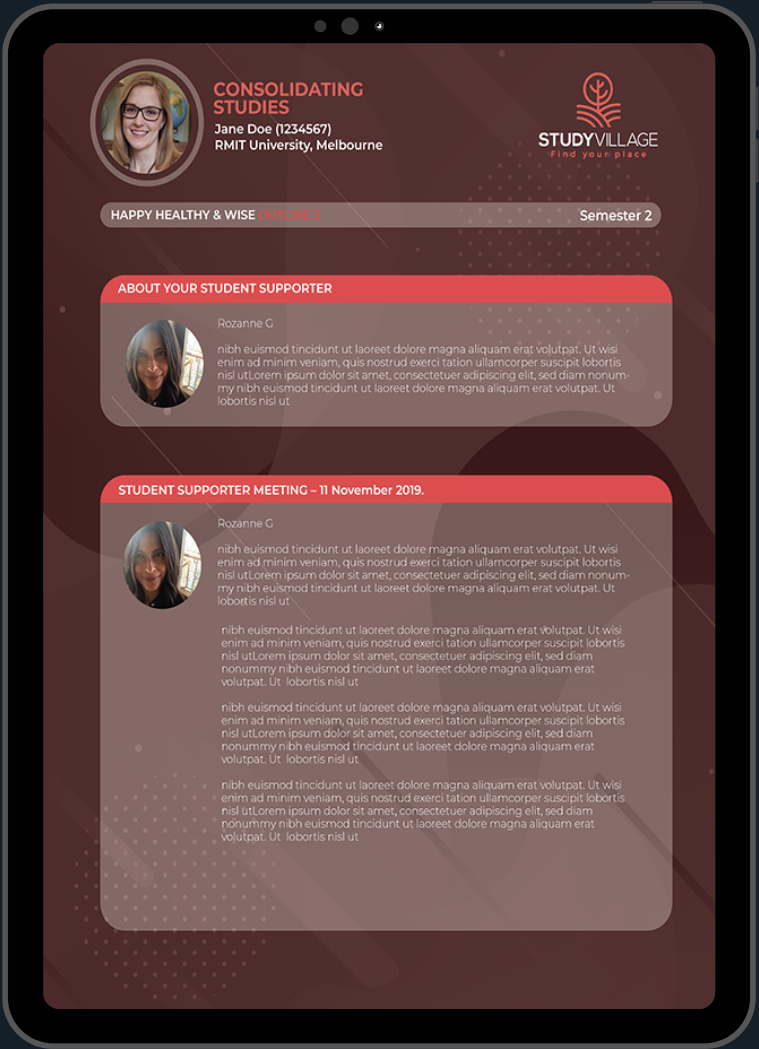 CONSOLIDATING
STUDIES
Jane Doe (1234567)
RMIT University, Melbourne
STUDYVILLAGE
Find your place
HAPPY HEALTHY & WISE OUTLINE 2
Semester 2
ABOUT YOUR STUDENT SUPPORTER
Rozanne G
nibh euismod tincidunt ut laoreet dolore magna aliquam erat volutpat. Ut wisi
enim ad minim veniam, quis nostrud exerci tation ullamcorper suscipit lobortis
nisl utLorem ipsum dolor sit amet, consectetuer adipiscing elit, sed diam nonum-
my nibh euismod tincidunt ut laoreet dolore magna aliquam erat volutpat. Ut
lobortis nisl ut
STUDENT SUPPORTER MEETING – 11 November 2019.
Rozanne G
nibh euismod tincidunt ut laoreet dolore magna aliquam erat volutpat. Ut wisi
enim ad minim veniam, quis nostrud exerci tation ullamcorper suscipit lobortis
nisl utLorem ipsum dolor sit amet, consectetuer adipiscing elit, sed diam nonum-
my nibh euismod tincidunt ut laoreet dolore magna aliquam erat volutpat. Ut
lobortis nisl ut
nibh euismod tincidunt ut laoreet dolore magna aliquam erat volutpat. Ut wisi
enim ad minim veniam, quis nostrud exerci tation ullamcorper suscipit lobortis
nisl utLorem ipsum dolor sit amet, consectetuer adipiscing elit, sed diam
nonummy nibh euismod tincidunt ut laoreet dolore magna aliquam erat
volutpat. Ut lobortis nisl ut
nibh euismod tincidunt ut laoreet dolore magna aliquam erat volutpat. Ut wisi
enim ad minim veniam, quis nostrud exerci tation ullamcorper suscipit lobortis
nisl utLorem ipsum dolor sit amet, consectetuer adipiscing elit, sed diam
nonummy nibh euismod tincidunt ut laoreet dolore magna aliquam erat
volutpat. Ut lobortis nisl ut
nibh euismod tincidunt ut laoreet dolore magna aliquam erat volutpat. Ut wisi
enim ad minim veniam, quis nostrud exerci tation ullamcorper suscipit lobortis
nisl utLorem ipsum dolor sit amet, consectetuer adipiscing elit, sed diam
nonummy nibh euismod tincidunt ut laoreet dolore magna aliquam erat
volutpat. Ut lobortis nisl ut